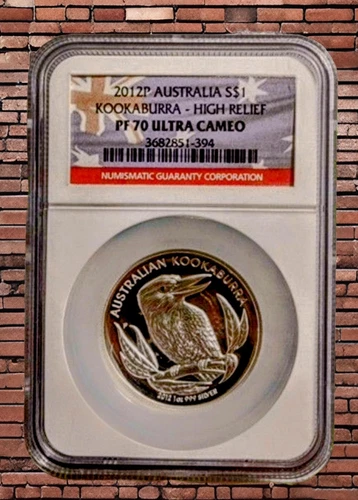 2012P AUSTRALIA S$1
KOOKABURRA - HIGH RELIEF
PF 70 ULTRA CAMEO
3682851-394
NUMISMATIC GUARANTY CORPORATION
AUSTRALIAN KOOKABURRA
2012 1oz 999 SILVER